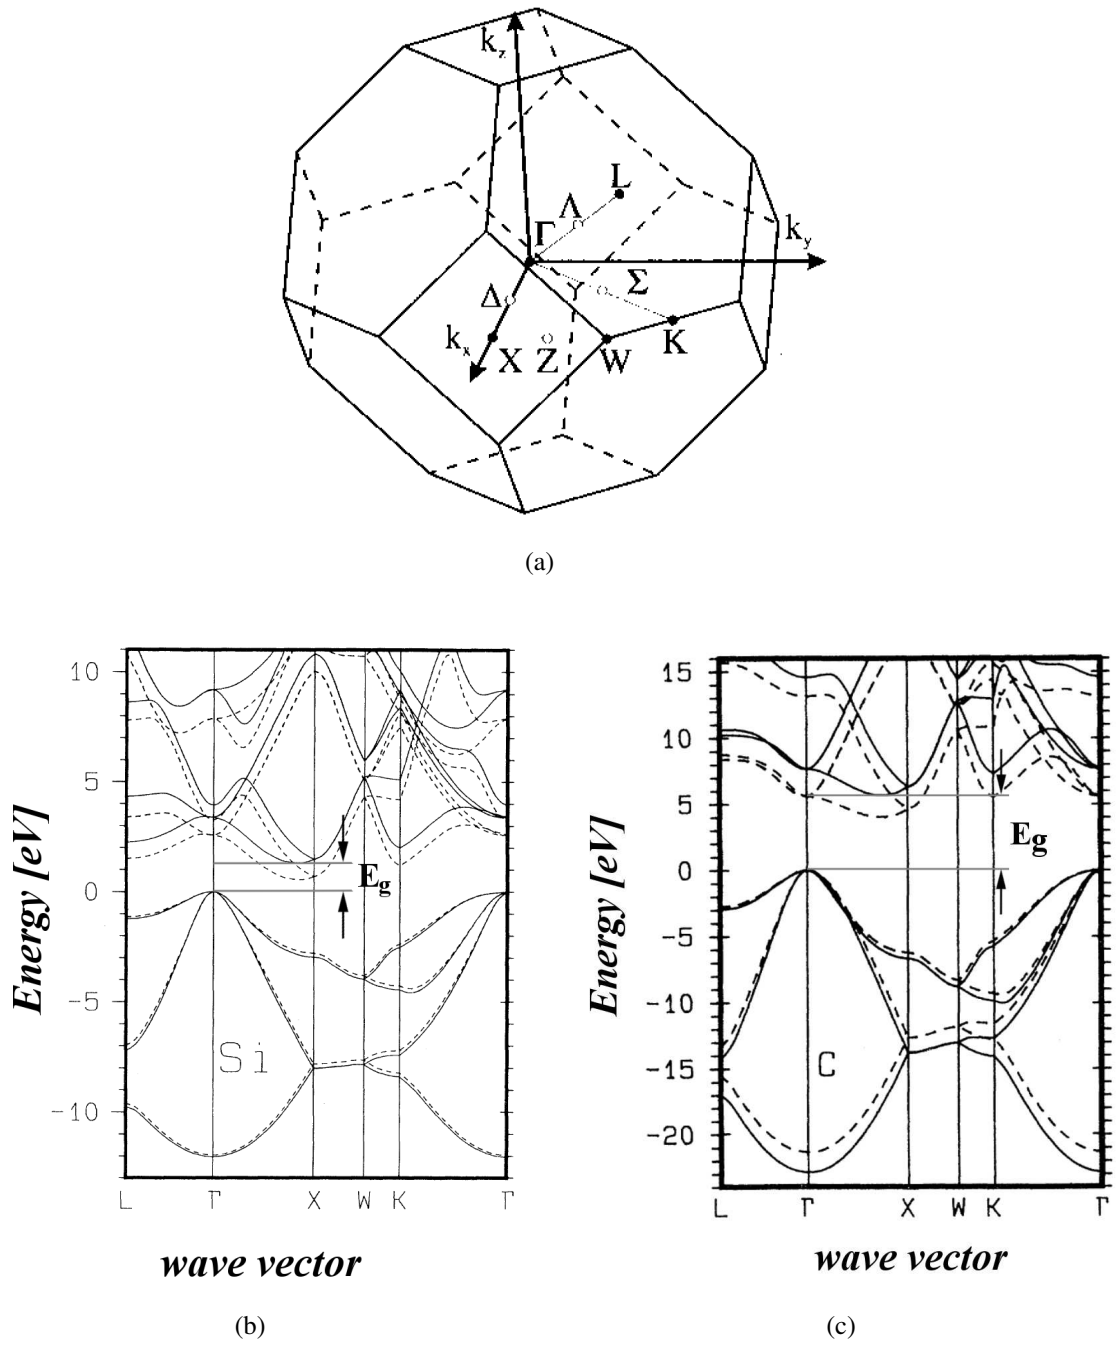 k_z
L
Λ
Γ
k_y
Σ
Δ
k_x
X
Z
W
K
(a)
10
5
0
-5
-10
Energy [eV]
E_g
Si
L
Γ
X
W
K
Γ
wave vector
(b)
15
10
5
0
-5
-10
-15
-20
Energy [eV]
E_g
C
L
Γ
X
W
K
Γ
wave vector
(c)